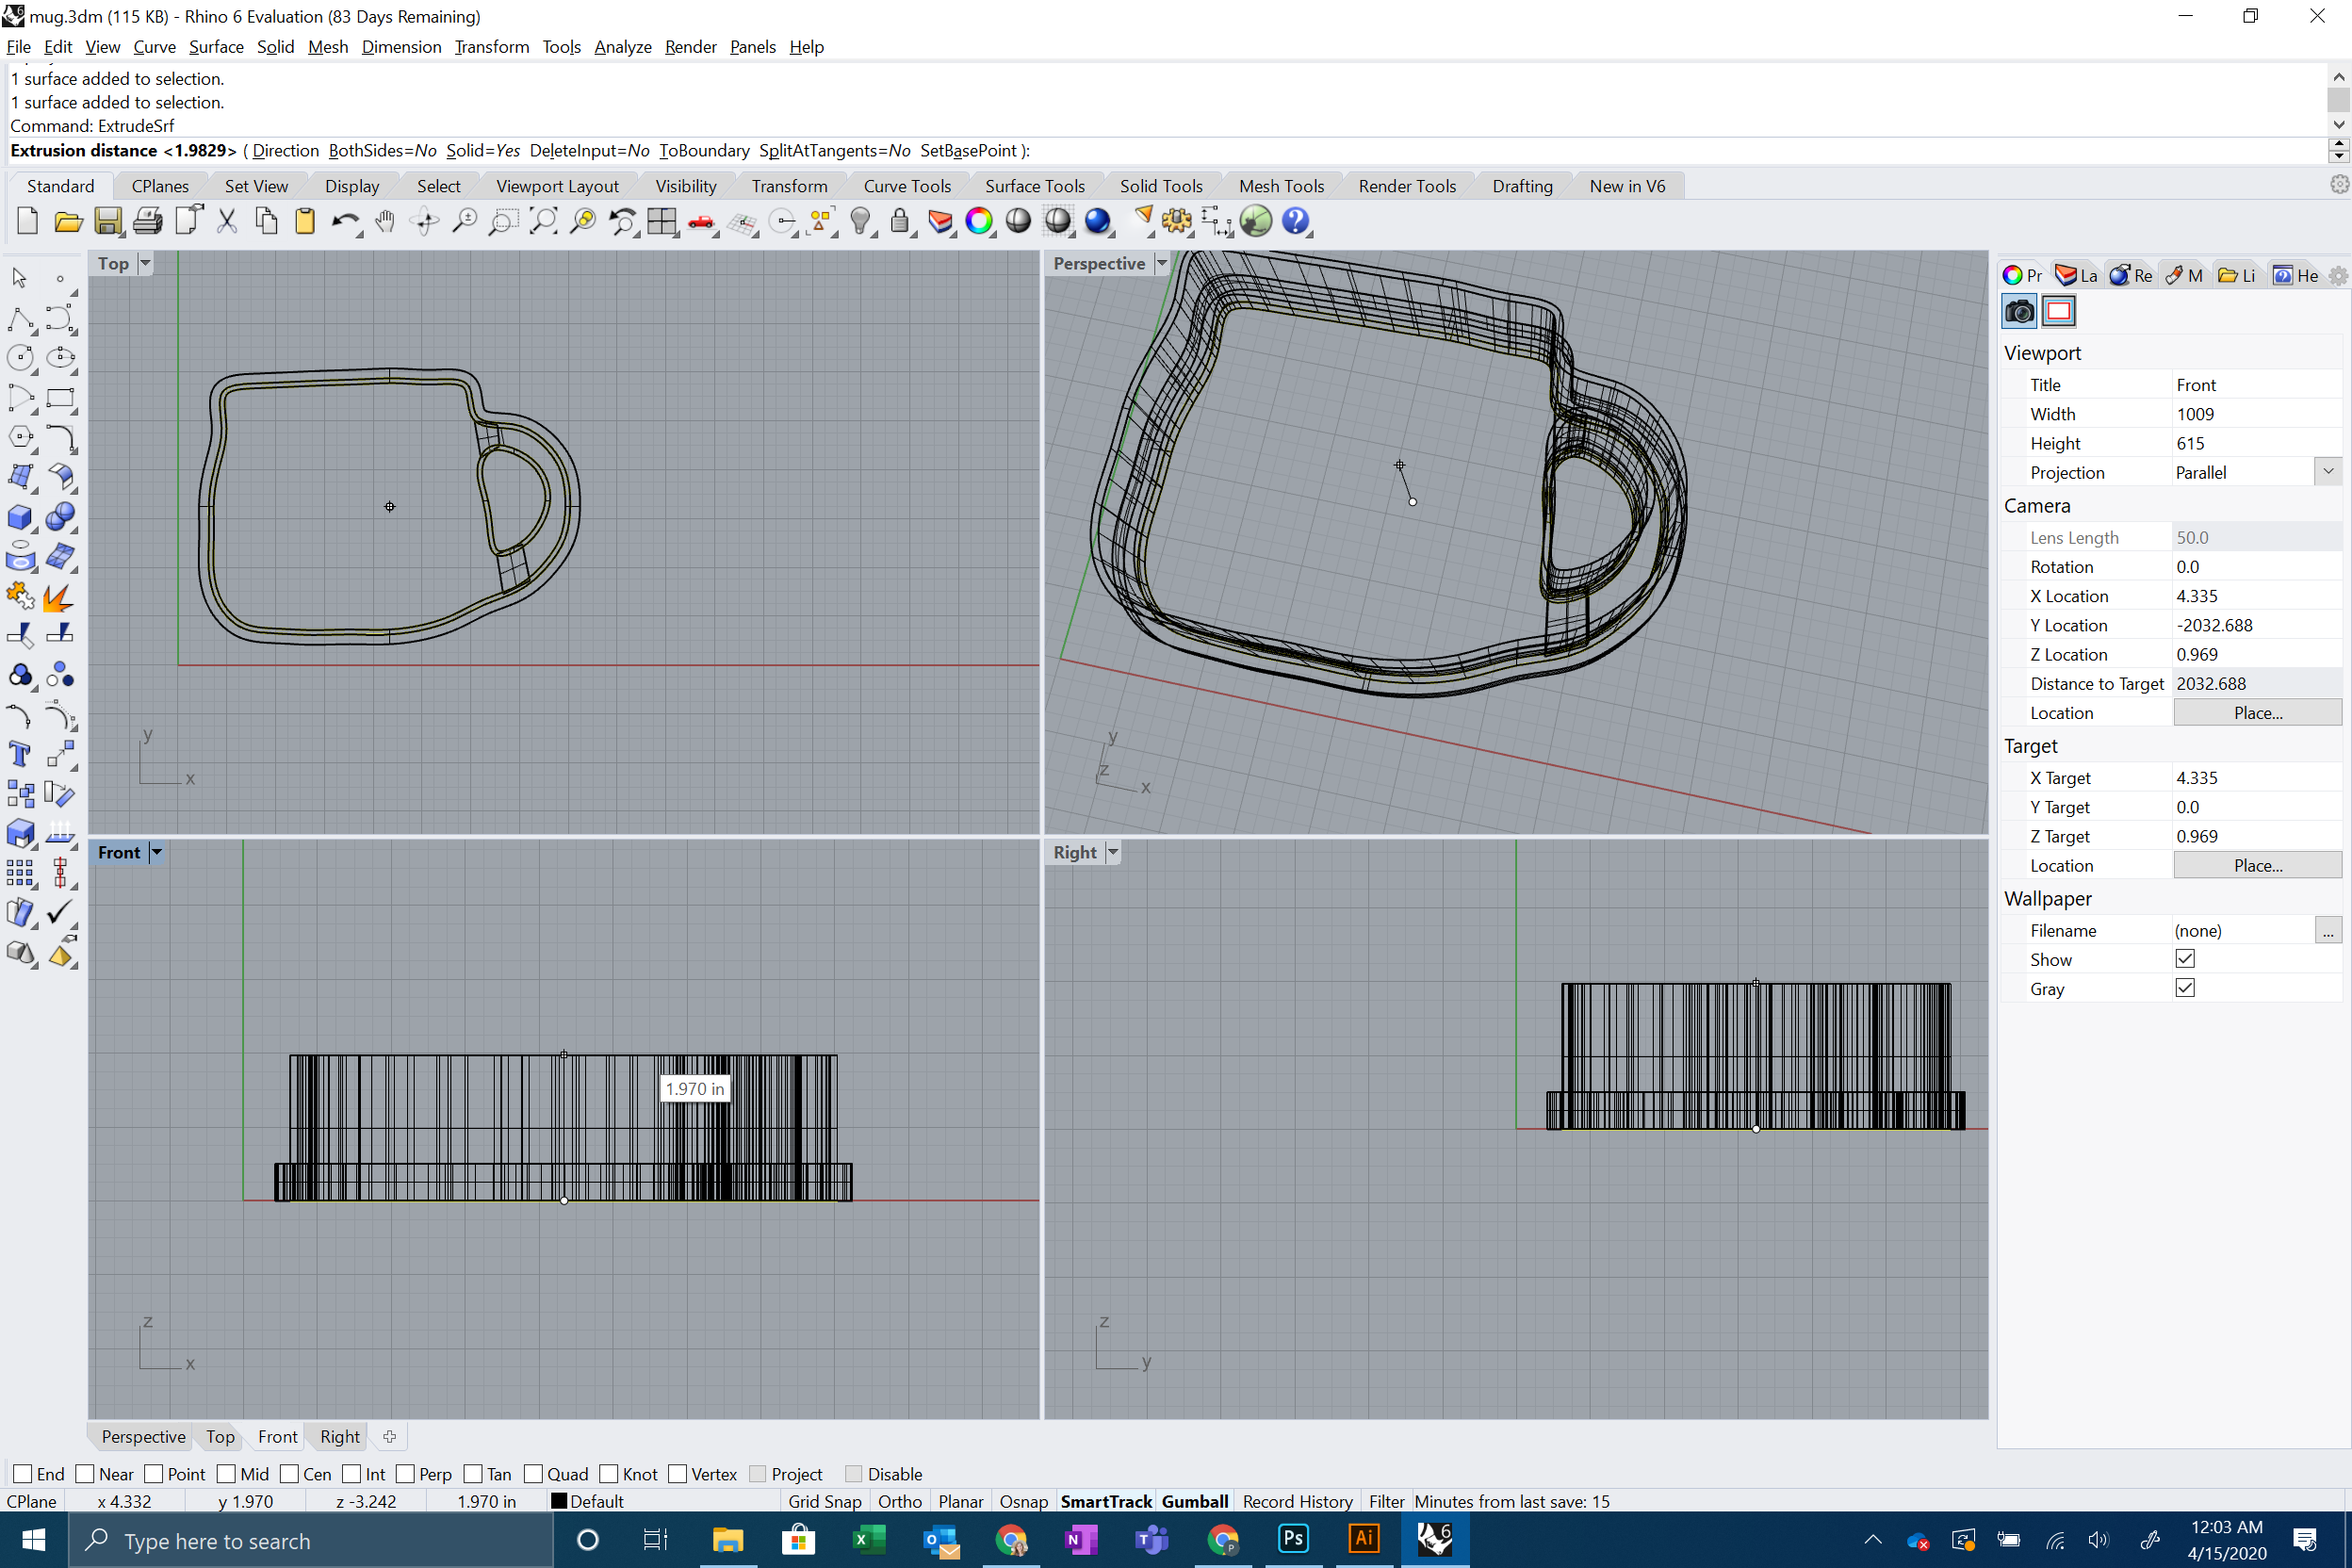 mug.3dm (115 KB) - Rhino 6 Evaluation (83 Days Remaining)
File Edit View Curve Surface Solid Mesh Dimension Transform Tools Analyze Render Panels Help
1 surface added to selection.
1 surface added to selection.
Command: ExtrudeSrf
Extrusion distance <1.9829> ( Direction BothSides=No Solid=Yes DeleteInput=No ToBoundary SplitAtTangents=No SetBasePoint ):
Standard CPlanes Set View Display Select Viewport Layout Visibility Transform Curve Tools Surface Tools Solid Tools Mesh Tools Render Tools Drafting New in V6
Top
Perspective
Pr La Re M Li He
Viewport
Title Front
Width 1009
Height 615
Projection Parallel
Camera
Lens Length 50.0
Rotation 0.0
X Location 4.335
Y Location -2032.688
Z Location 0.969
Distance to Target 2032.688
Location Place...
Target
X Target 4.335
Y Target 0.0
Z Target 0.969
Location Place...
Wallpaper
Filename (none) ...
Show
Gray
y
x
y
z
x
Front
Right
1.970 in
z
x
z
y
Perspective Top Front Right
End Near Point Mid Cen Int Perp Tan Quad Knot Vertex Project Disable
CPlane x 4.332 y 1.970 z -3.242 1.970 in Default Grid Snap Ortho Planar Osnap SmartTrack Gumball Record History Filter Minutes from last save: 15
Type here to search
Ps
Ai
6
12:03 AM
4/15/2020